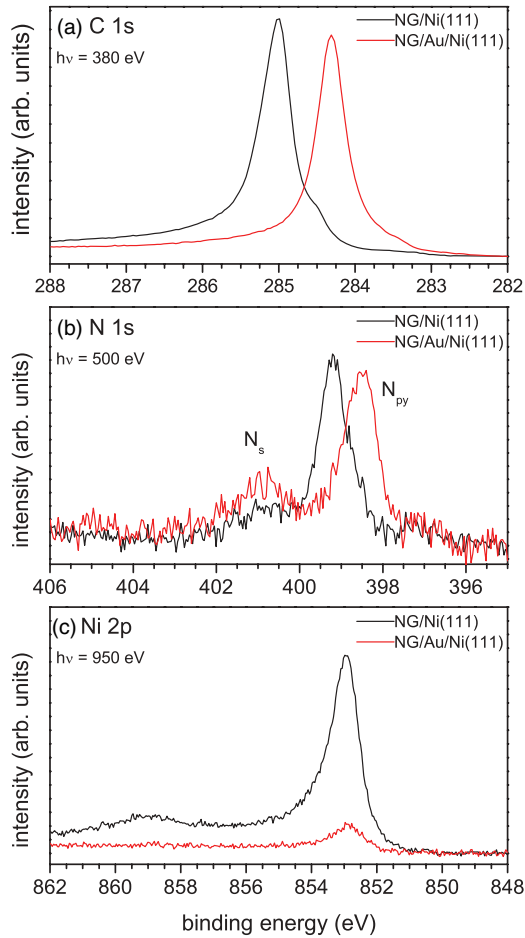 (a) C 1s
hν = 380 eV
NG/Ni(111)
NG/Au/Ni(111)
intensity (arb. units)
288 287 286 285 284 283 282
(b) N 1s
hν = 500 eV
NG/Ni(111)
NG/Au/Ni(111)
N_s
N_py
intensity (arb. units)
406 404 402 400 398 396
(c) Ni 2p
hν = 950 eV
NG/Ni(111)
NG/Au/Ni(111)
intensity (arb. units)
862 860 858 856 854 852 850 848
binding energy (eV)